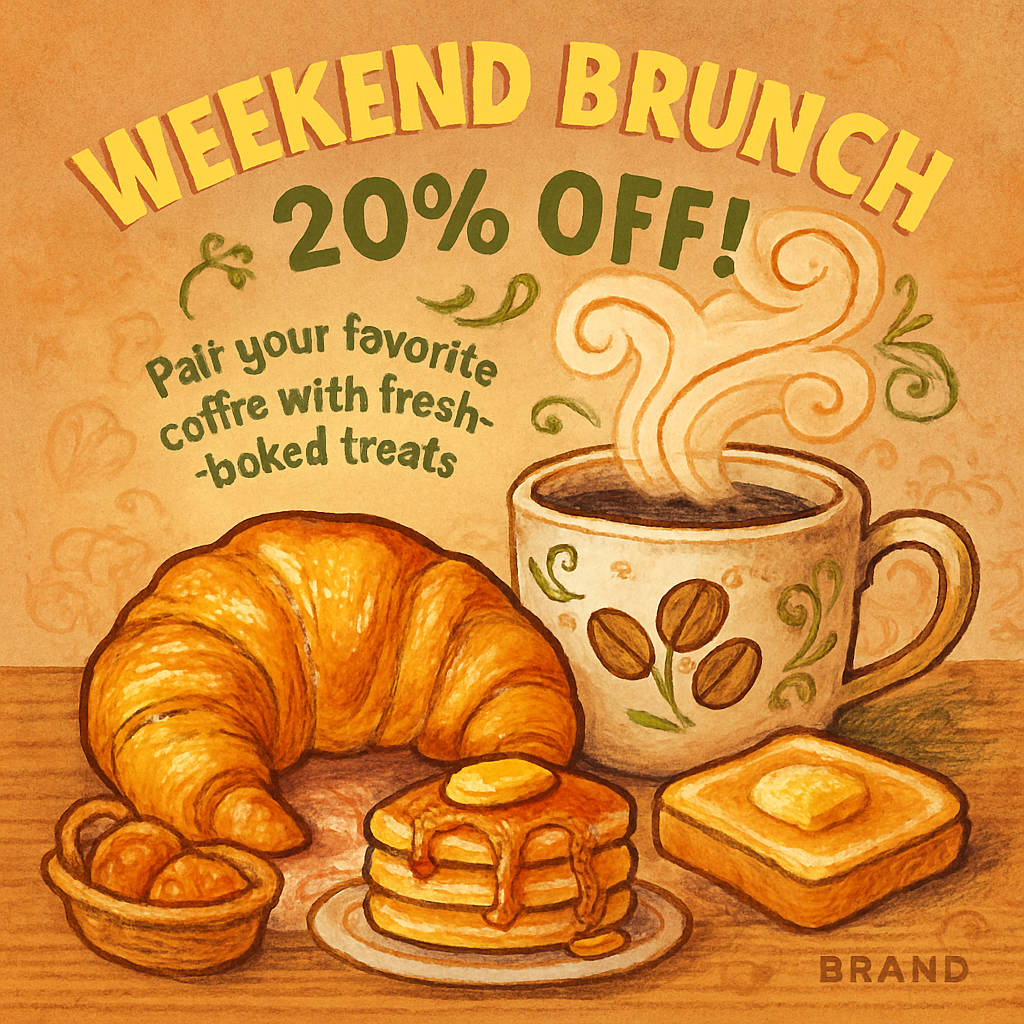 WEEKEND BRUNCH
20% OFF!
Pair your favorite
coffre with fresh-
-boked treats
BRAND